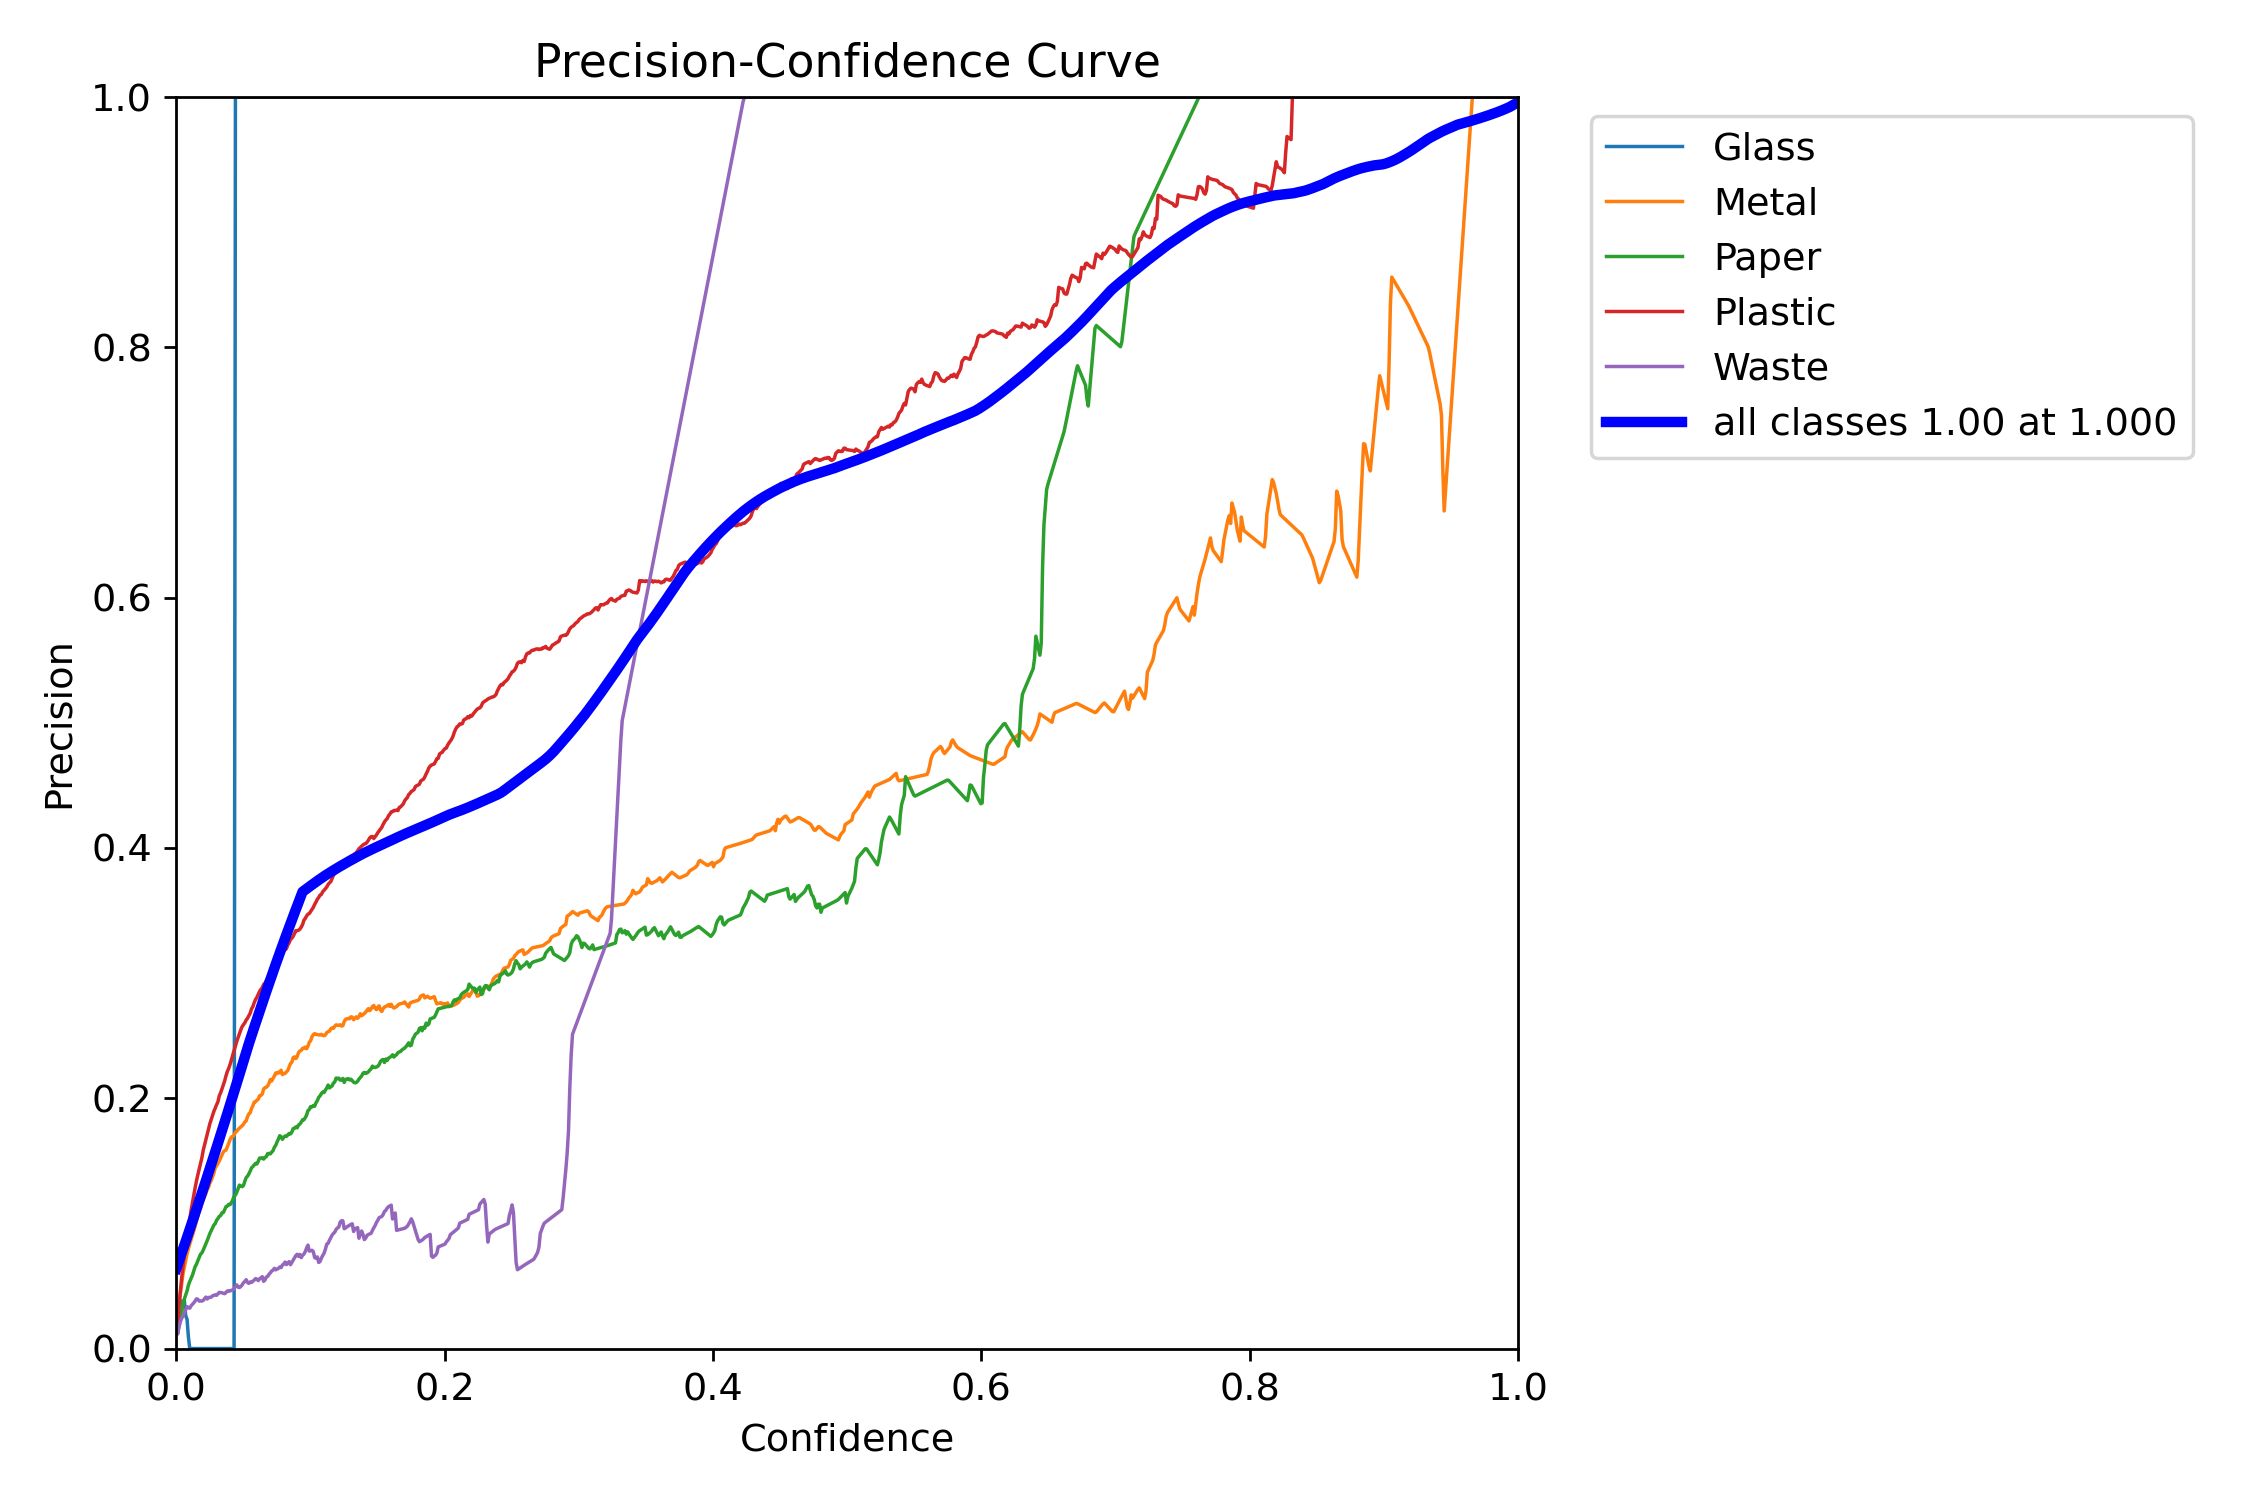 Precision-Confidence Curve
1.0
0.8
0.6
0.4
0.2
0.0
Precision
0.0 0.2 0.4 0.6 0.8 1.0
Confidence
Glass
Metal
Paper
Plastic
Waste
all classes 1.00 at 1.000